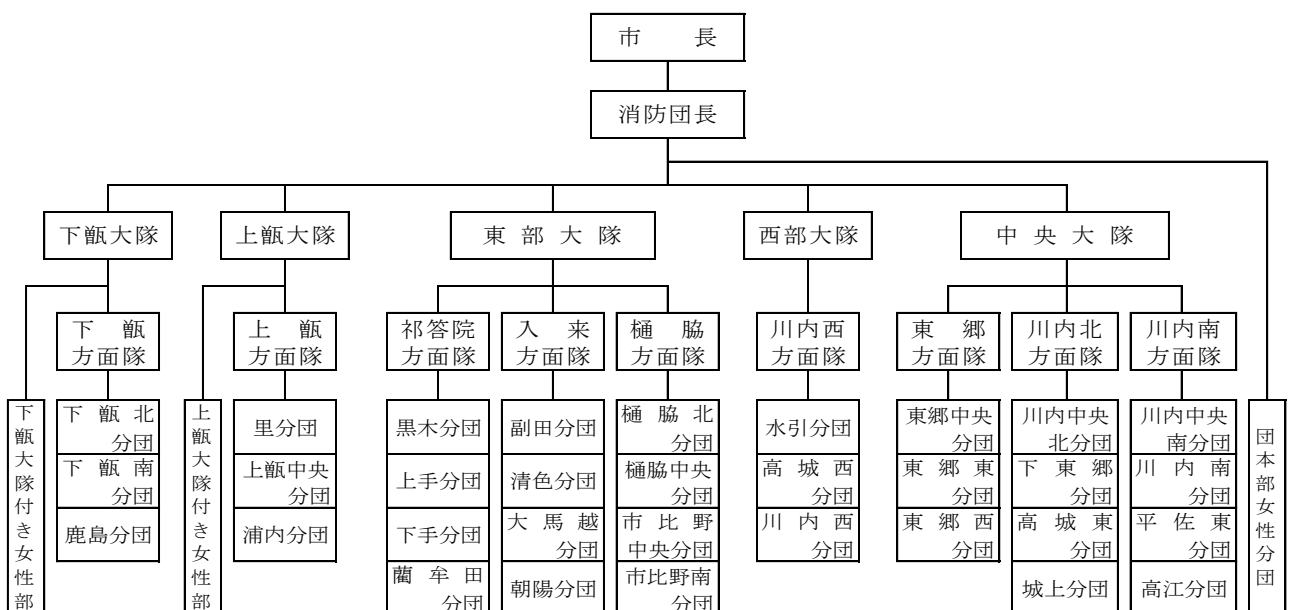 市 長
消防団長
下甑大隊
上甑大隊
東部大隊
西部大隊
中央大隊
下 甑
方面隊
上 甑
方面隊
祁答院
方面隊
入 来
方面隊
樋 脇
方面隊
川内西
方面隊
東 郷
方面隊
川内北
方面隊
川内南
方面隊
下甑大隊付き女性部
下甑北
分団
下甑南
分団
鹿島分団
上甑大隊付き女性部
里分団
上甑中央
分団
浦内分団
黒木分団
上手分団
下手分団
藺牟田
分団
副田分団
清色分団
大馬越
分団
朝陽分団
樋脇北
分団
樋脇中央
分団
市比野
中央分団
市比野南
分団
水引分団
高城西
分団
川内西
分団
東郷中央
分団
東郷東
分団
東郷西
分団
川内中央
北分団
下東郷
分団
高城東
分団
城上分団
川内中央
南分団
川内南
分団
平佐東
分団
高江分団
団本部女性分団